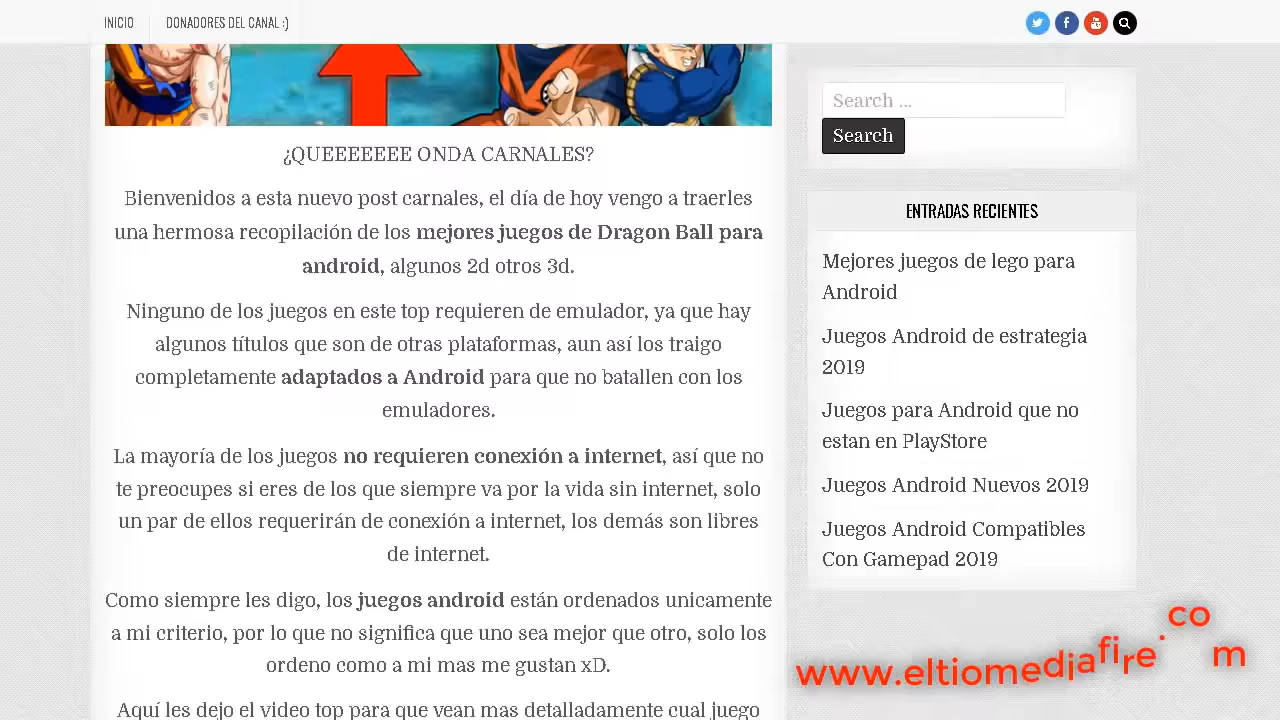 INICIO
DONADORES DEL CANAL :)
¿QUEEEEEEE ONDA CARNALES?
Bienvenidos a esta nuevo post carnales, el día de hoy vengo a traerles
una hermosa recopilación de los mejores juegos de Dragon Ball para
android, algunos 2d otros 3d.
Ninguno de los juegos en este top requieren de emulador, ya que hay
algunos títulos que son de otras plataformas, aun así los traigo
completamente adaptados a Android para que no batallen con los
emuladores.
La mayoría de los juegos no requieren conexión a internet, así que no
te preocupes si eres de los que siempre va por la vida sin internet, solo
un par de ellos requerirán de conexión a internet, los demás son libres
de internet.
Como siempre les digo, los juegos android están ordenados unicamente
a mi criterio, por lo que no significa que uno sea mejor que otro, solo los
ordeno como a mi mas me gustan xD.
Aquí les dejo el video top para que vean mas detalladamente cual juego
Search ...
Search
ENTRADAS RECIENTES
Mejores juegos de lego para
Android
Juegos Android de estrategia
2019
Juegos para Android que no
estan en PlayStore
Juegos Android Nuevos 2019
Juegos Android Compatibles
Con Gamepad 2019
www.eltiomediafire.com